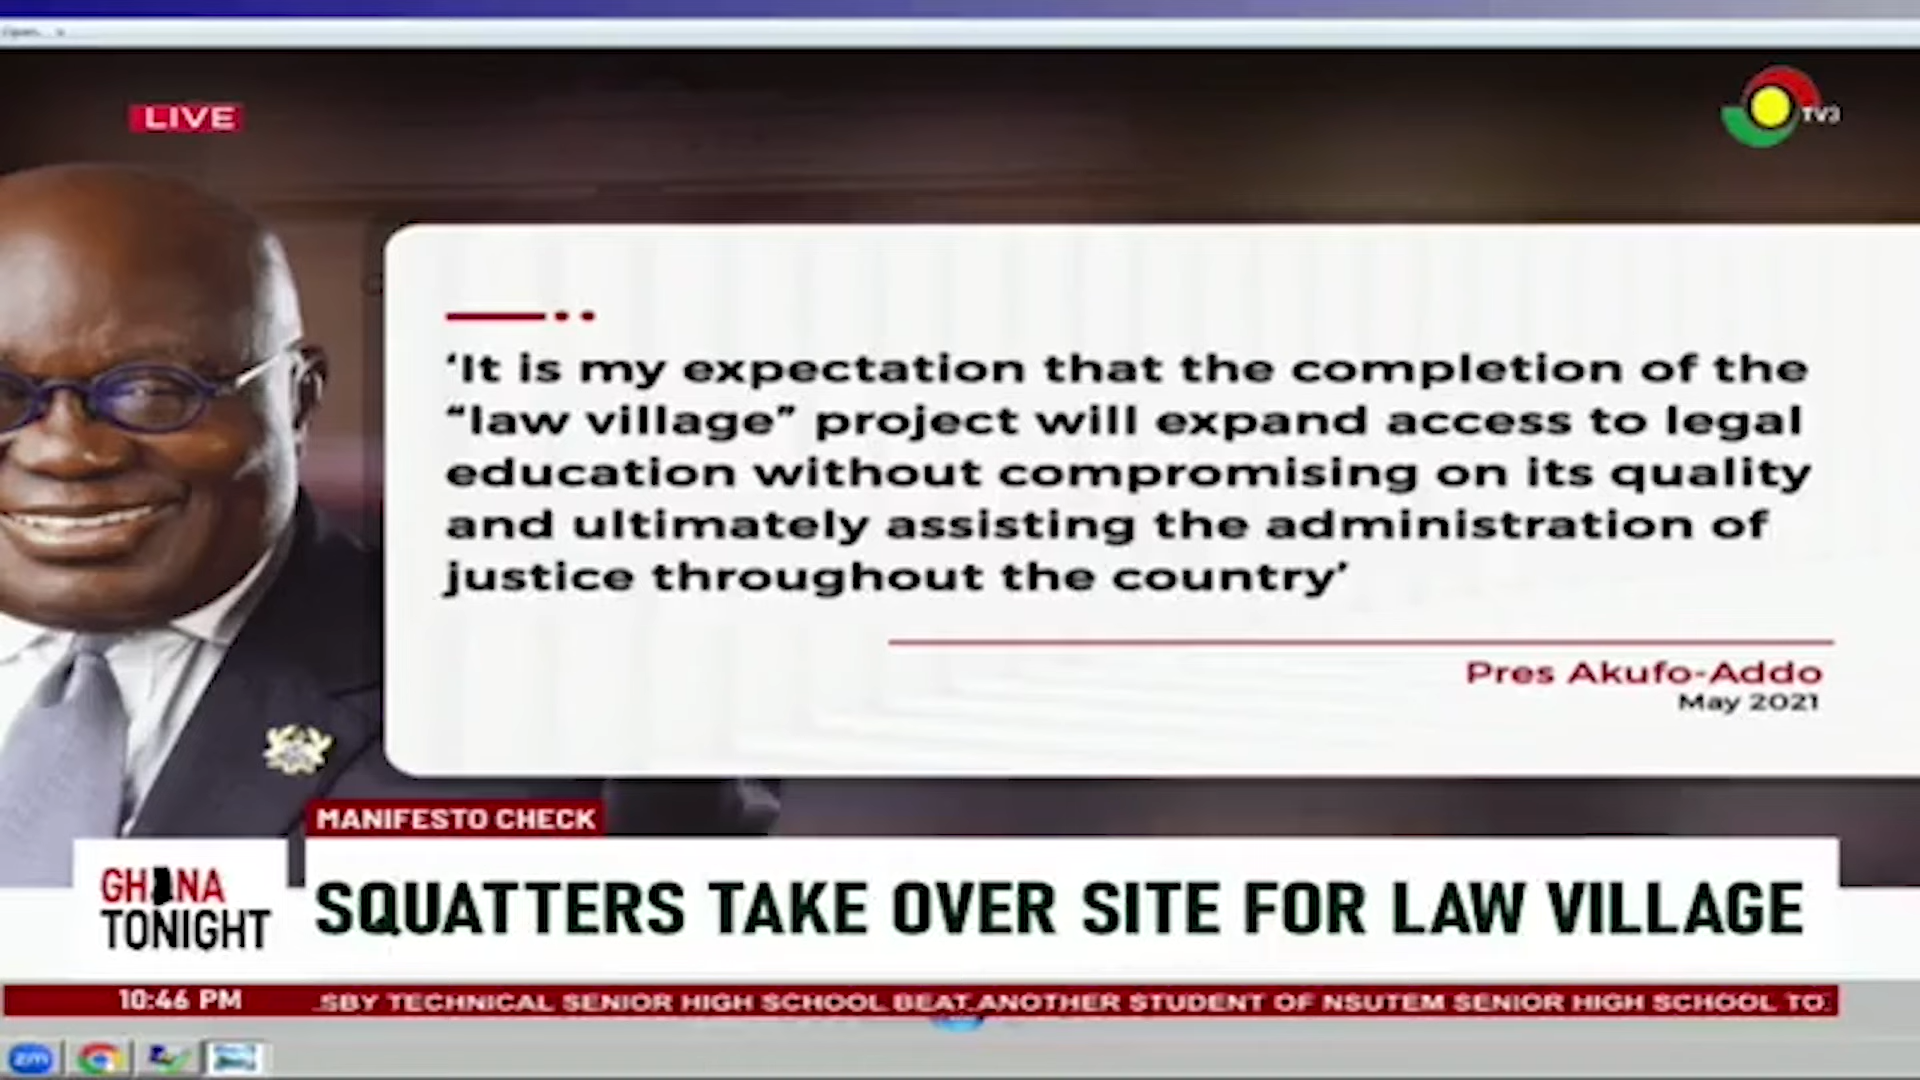 LIVE
TV3
‘It is my expectation that the completion of the
“law village” project will expand access to legal
education without compromising on its quality
and ultimately assisting the administration of
justice throughout the country’
Pres Akufo-Addo
May 2021
MANIFESTO CHECK
GHANA
TONIGHT
SQUATTERS TAKE OVER SITE FOR LAW VILLAGE
10:46 PM
SBY TECHNICAL SENIOR HIGH SCHOOL BEAT ANOTHER STUDENT OF NSUTEM SENIOR HIGH SCHOOL TO
zm